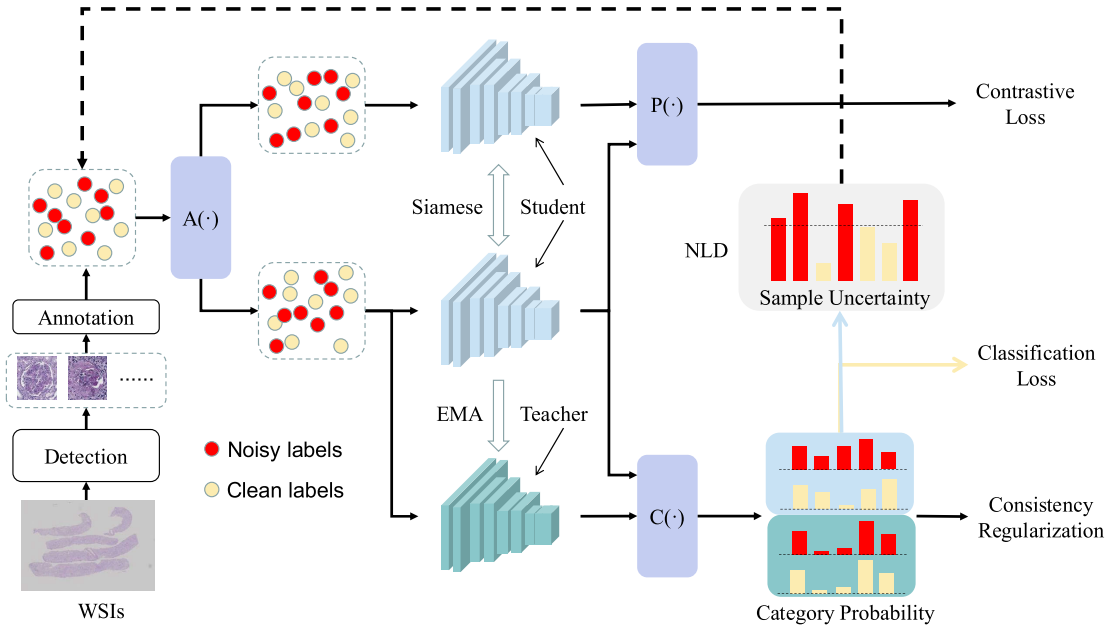 P(·)
Contrastive
Loss
A(·)
Siamese
Student
NLD
Sample Uncertainty
Annotation
......
EMA
Teacher
Classification
Loss
Detection
Noisy labels
Clean labels
C(·)
Consistency
Regularization
WSIs
Category Probability